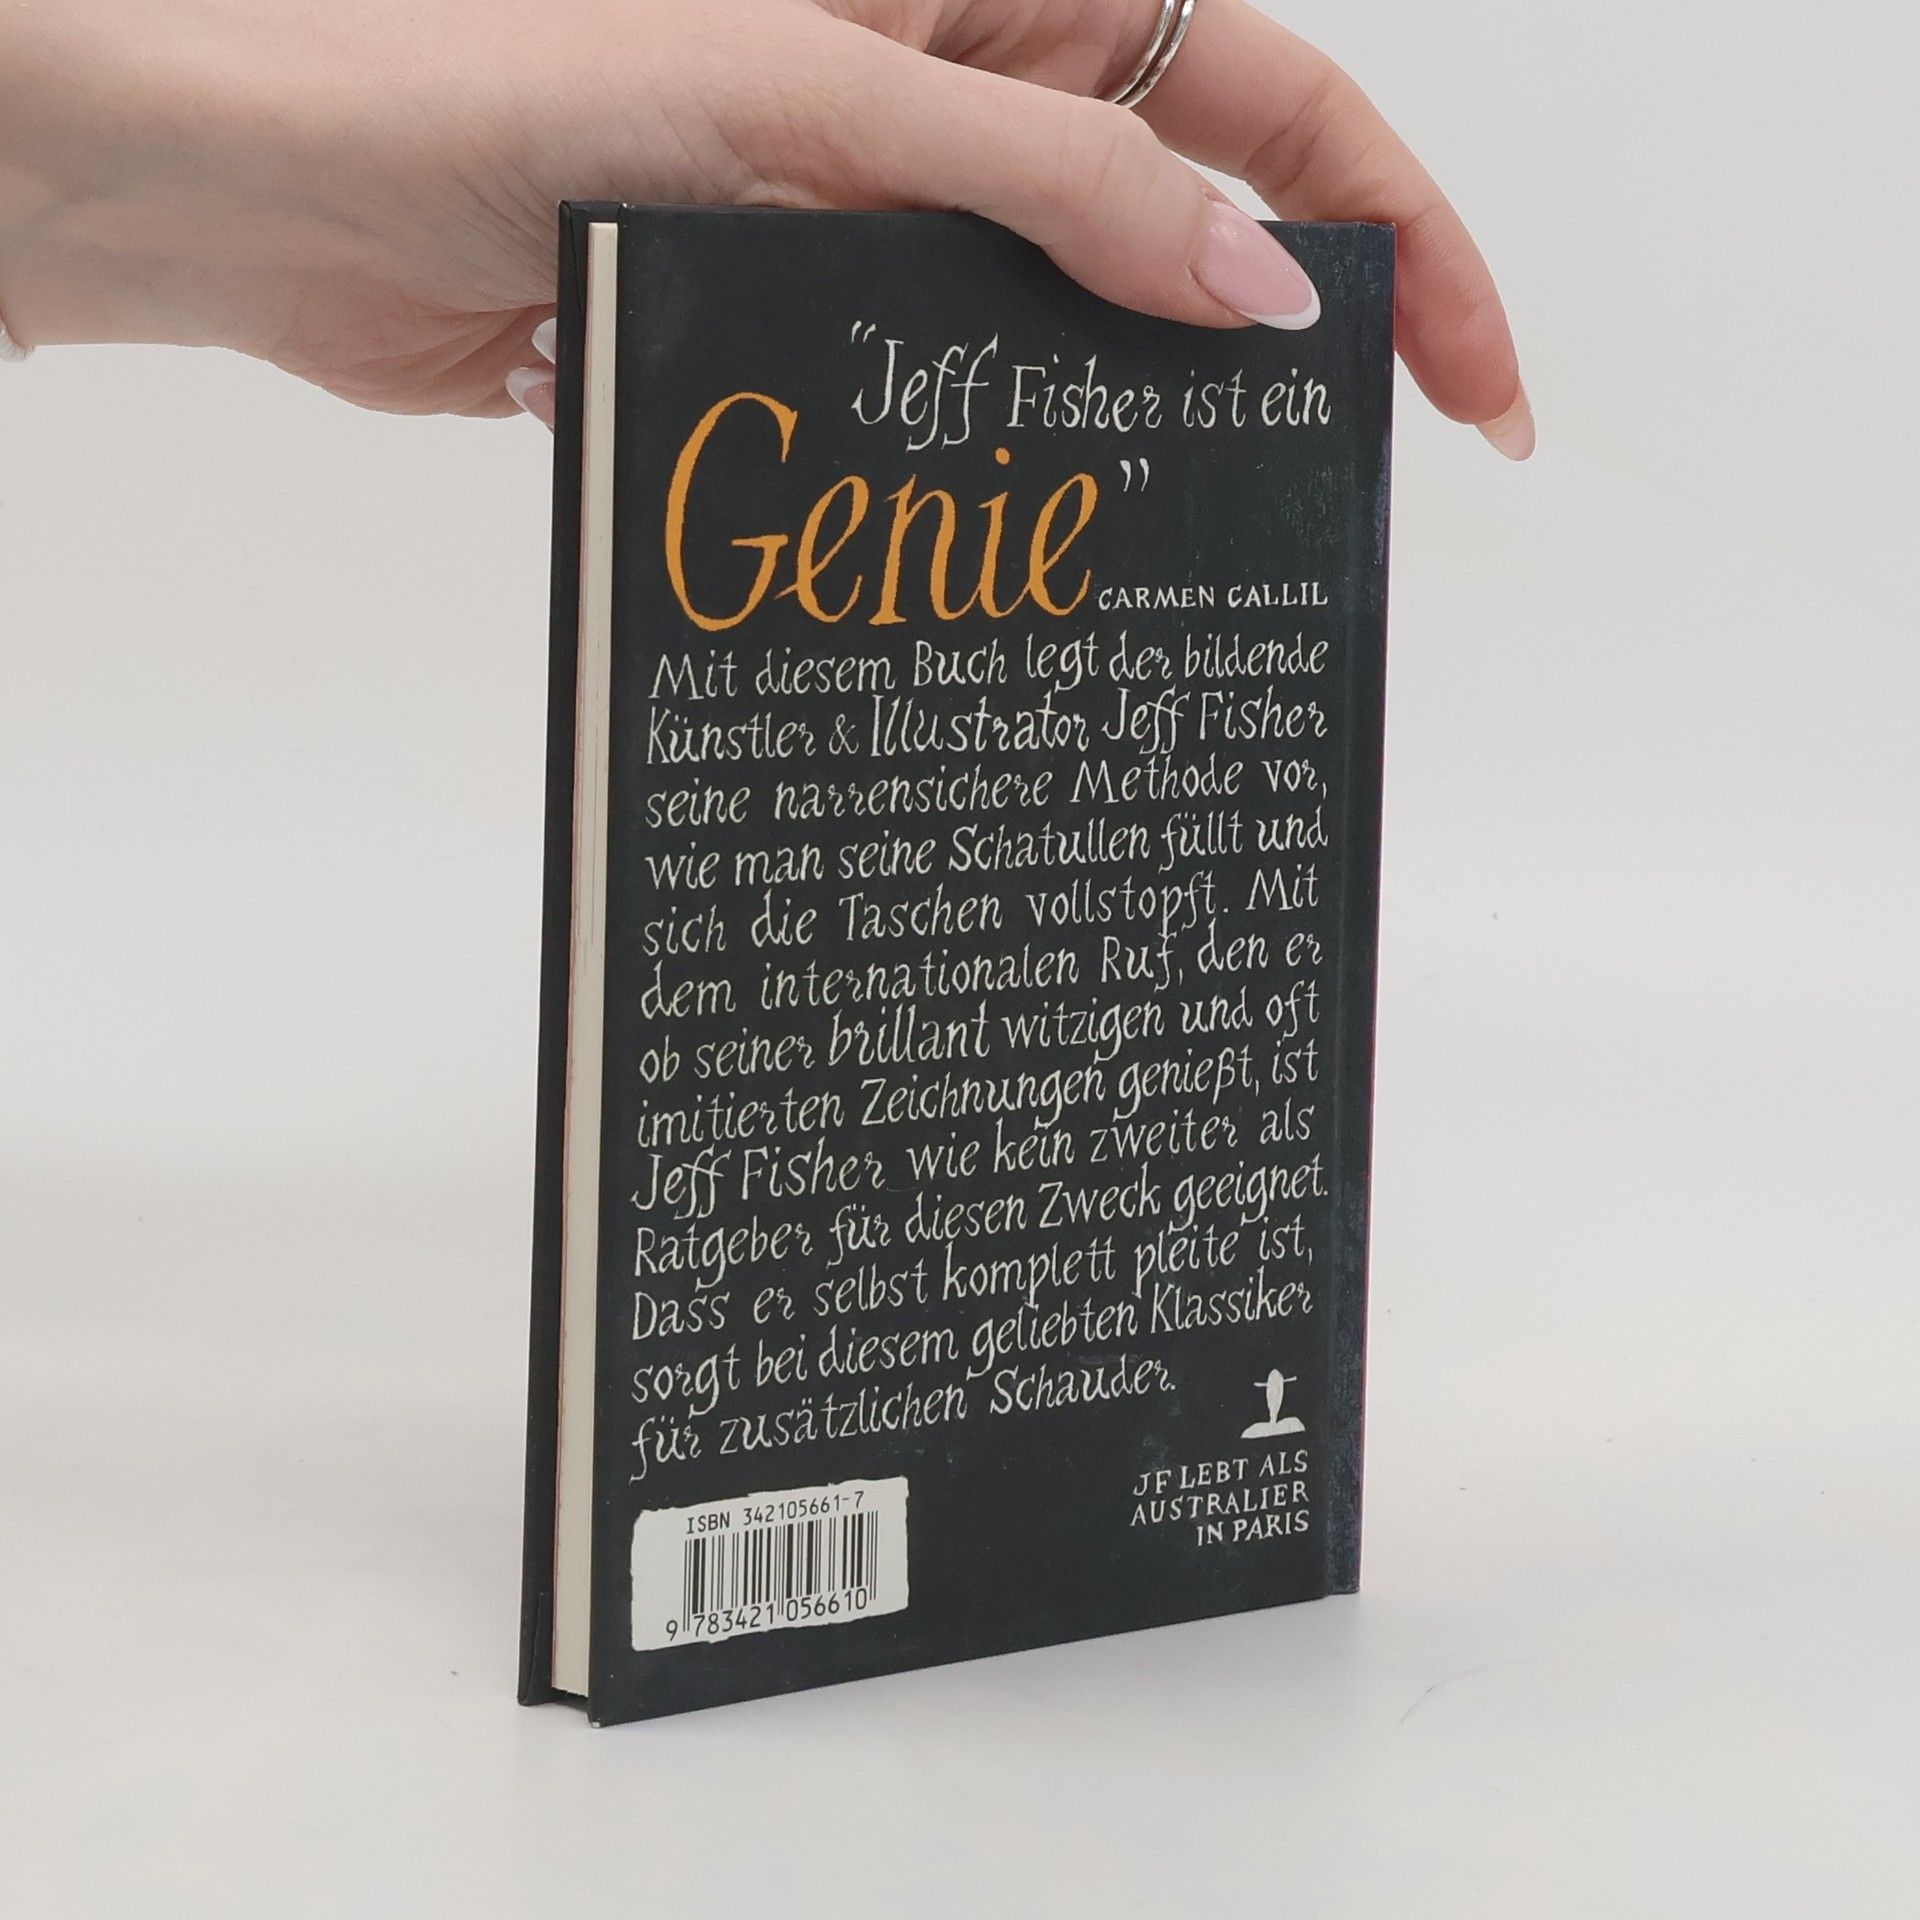 "Jeff Fisher ist ein
Genie"
CARMEN CALLIL
Mit diesem Buch legt der bildende
Künstler & Illustrator Jeff Fisher
seine narrensichere Methode vor,
wie man seine Schatullen füllt und
sich die Taschen vollstopft. Mit
dem internationalen Ruf, den er
ob seiner brillant witzigen und oft
imitierten Zeichnungen genießt, ist
Jeff Fisher wie kein zweiter als
Ratgeber für diesen Zweck geeignet.
Dass er selbst komplett pleite ist,
sorgt bei diesem geliebten Klassiker
für zusätzlichen Schauder.
JF LEBT ALS
AUSTRALIER
IN PARIS
ISBN 342105661-7
9 783421 056610